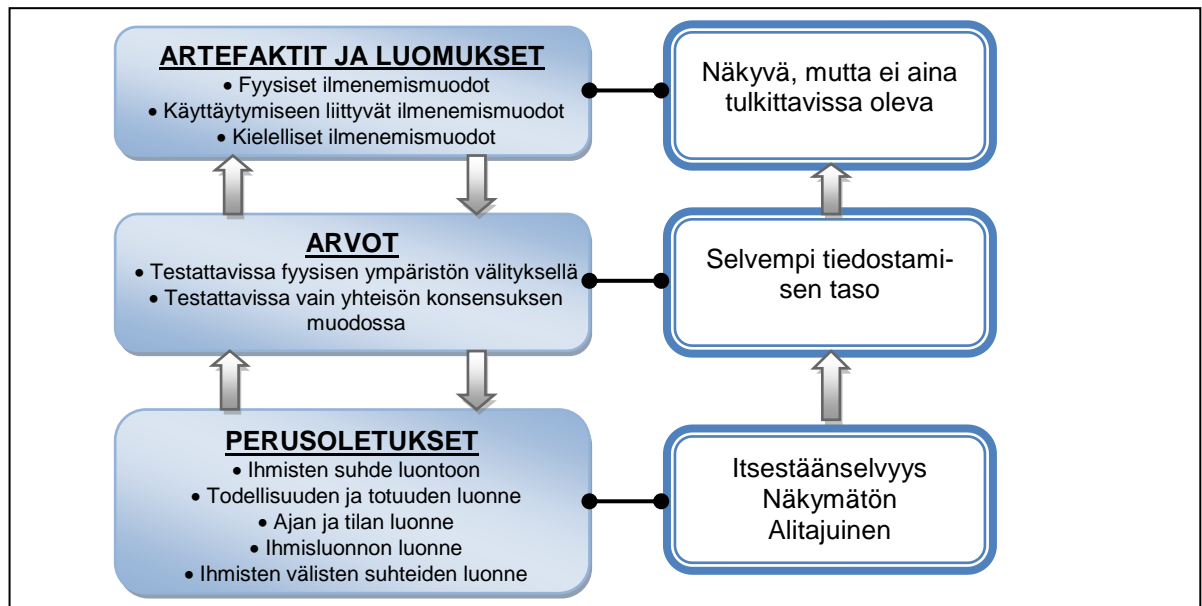 ARTEFAKTIT JA LUOMUKSET
• Fyysiset ilmenemismuodot
• Käyttäytymiseen liittyvät ilmenemismuodot
• Kielelliset ilmenemismuodot
Näkyvä, mutta ei aina
tulkittavissa oleva
ARVOT
• Testattavissa fyysisen ympäristön välityksellä
• Testattavissa vain yhteisön konsensuksen
muodossa
Selvempi tiedostami-
sen taso
PERUSOLETUKSET
• Ihmisten suhde luontoon
• Todellisuuden ja totuuden luonne
• Ajan ja tilan luonne
• Ihmisluonnon luonne
• Ihmisten välisten suhteiden luonne
Itsestäänselvyys
Näkymätön
Alitajuinen